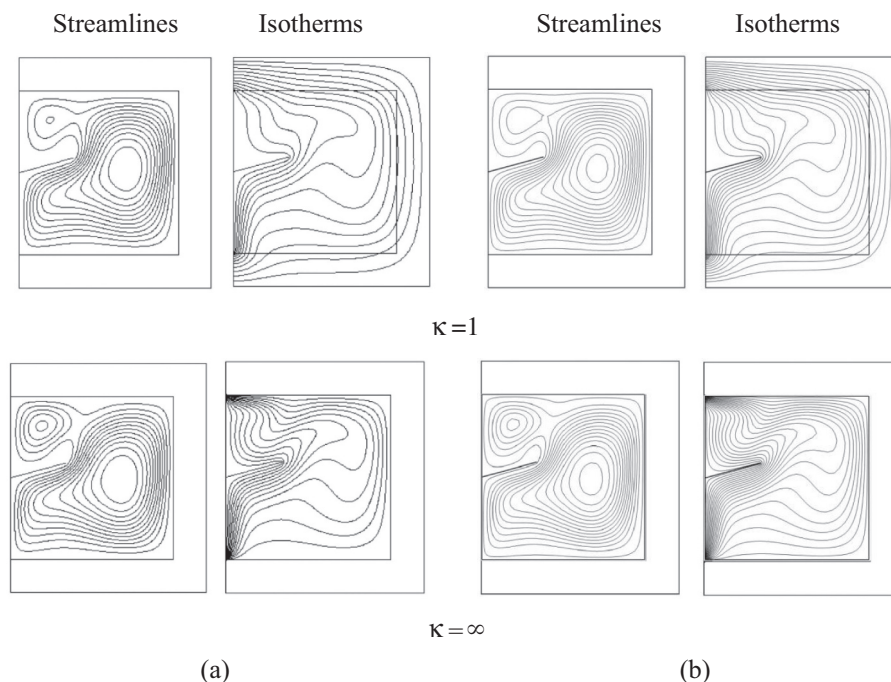 Streamlines Isotherms Streamlines Isotherms
κ=1
κ=∞
(a) (b)